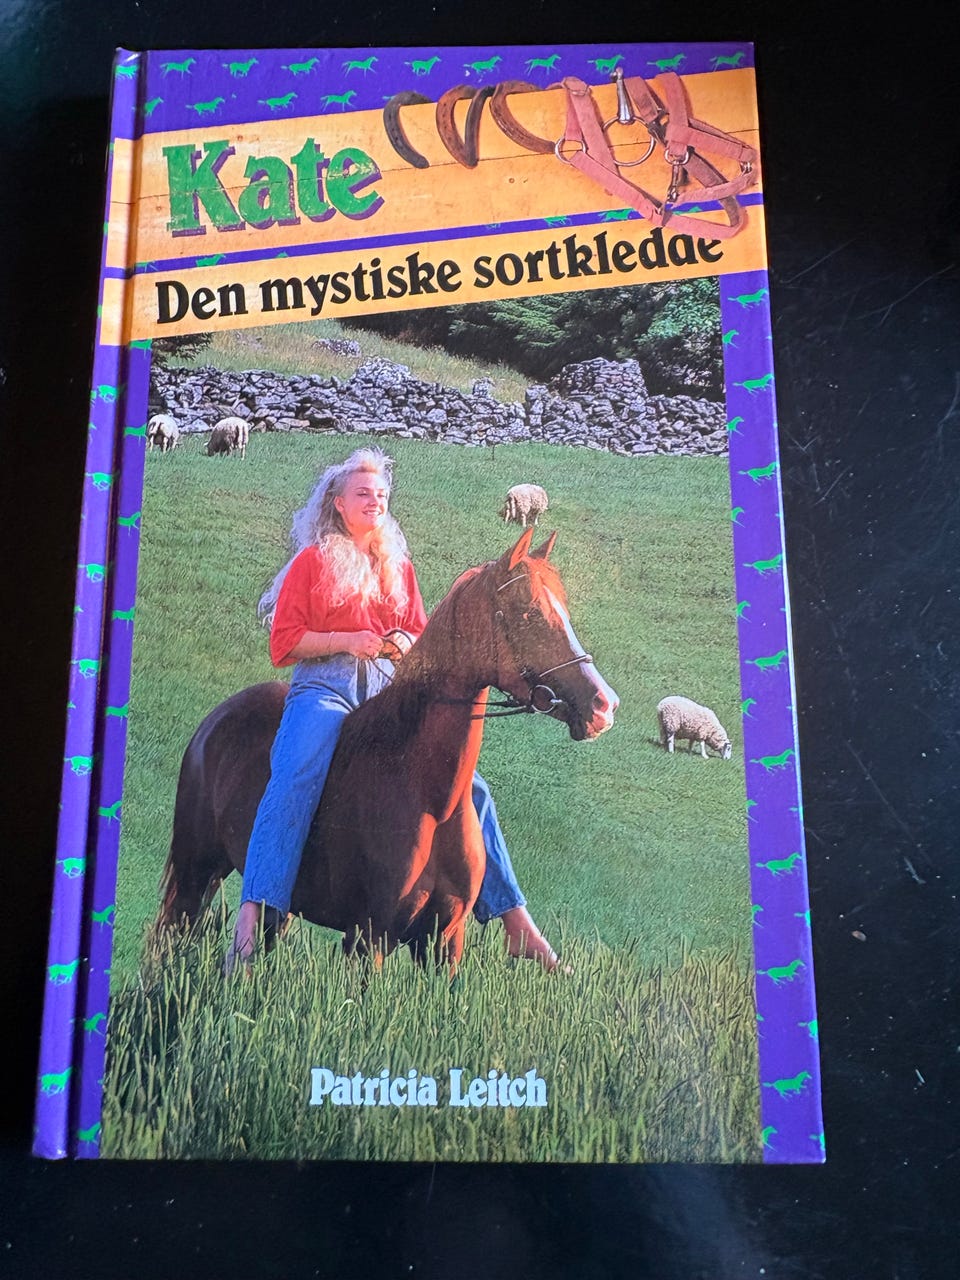 Kate
Den mystiske sortkledde
Patricia Leitch